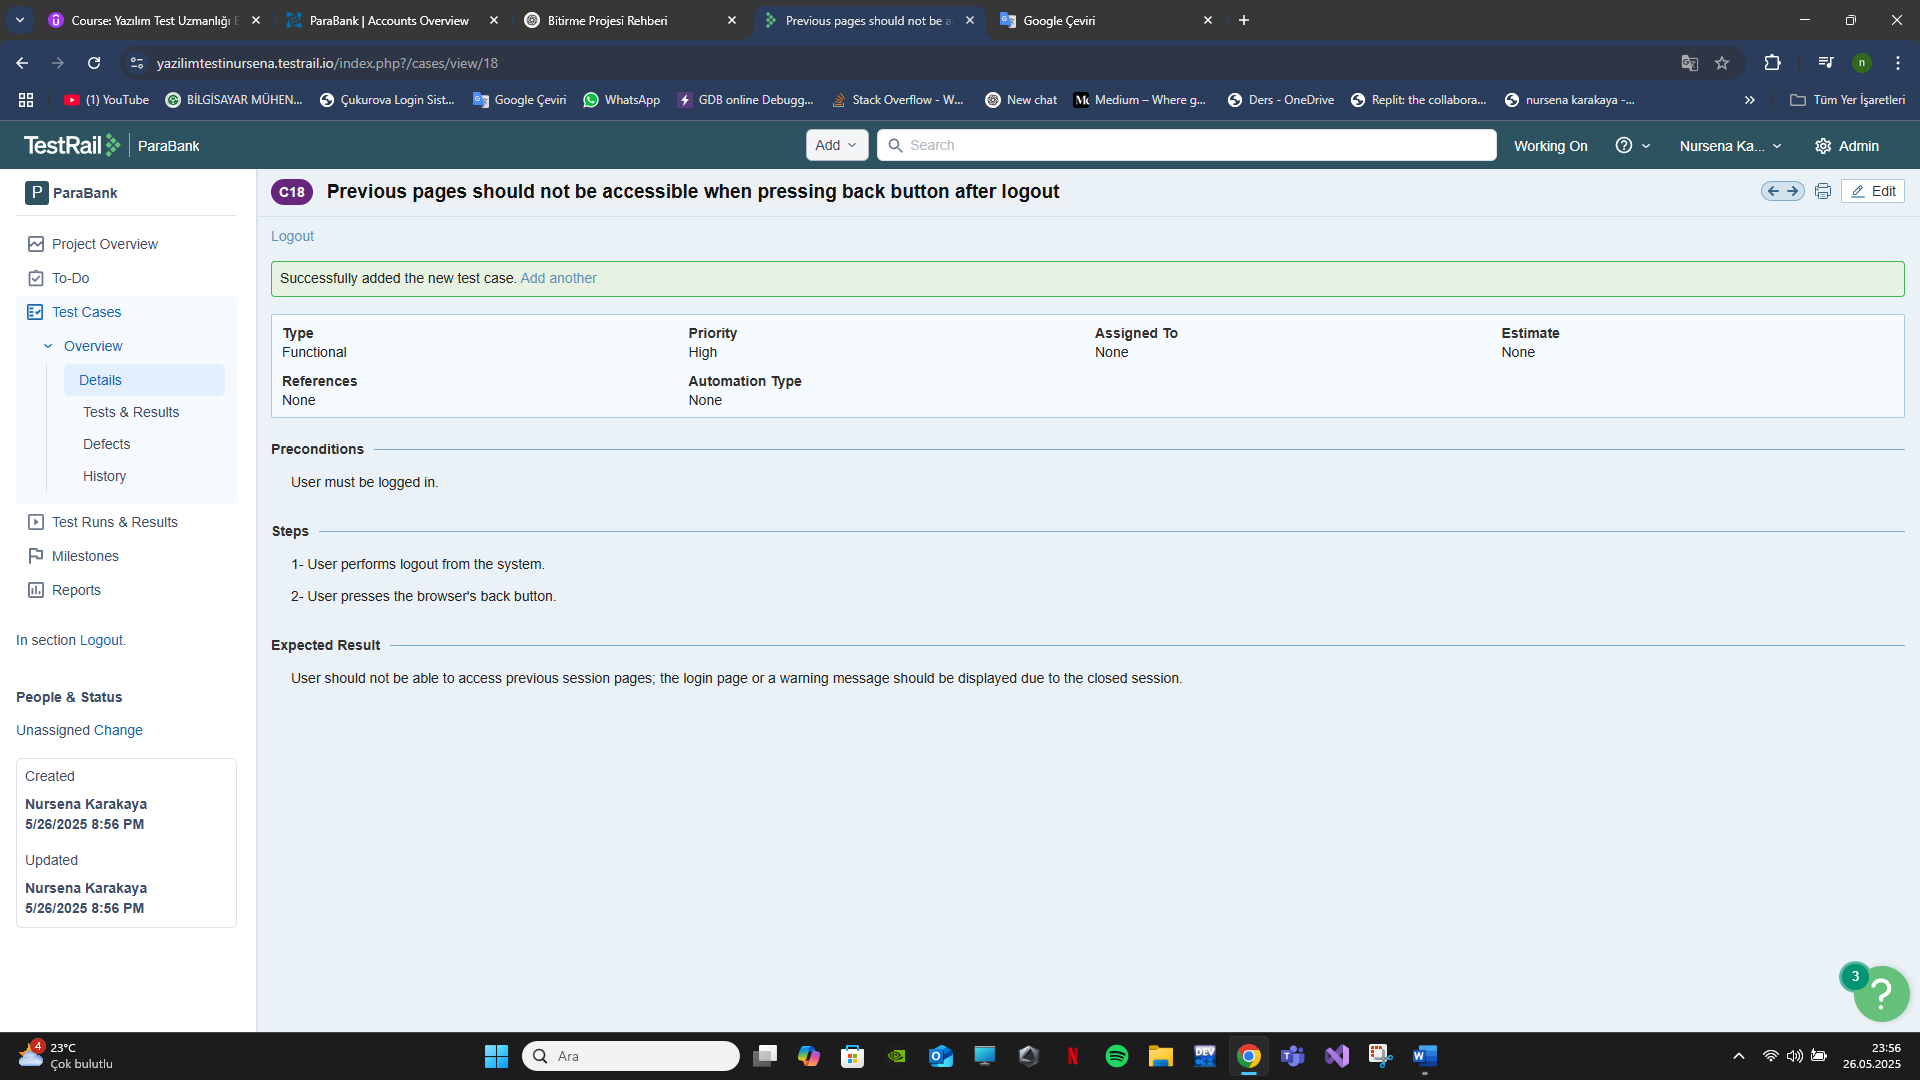 Course: Yazılım Test Uzmanlığı
ParaBank | Accounts Overview
Bitirme Projesi Rehberi
Previous pages should not be a
Google Çeviri
yazilimtestinursena.testrail.io/index.php?/cases/view/18
n
(1) YouTube
BİLGİSAYAR MÜHEN...
Çukurova Login Sist...
Google Çeviri
WhatsApp
GDB online Debugg...
Stack Overflow - W...
New chat
Medium – Where g...
Ders - OneDrive
Replit: the collabora...
nursena karakaya -...
Tüm Yer İşaretleri
TestRail
ParaBank
Add
Search
Working On
Nursena Ka...
Admin
P ParaBank
C18 Previous pages should not be accessible when pressing back button after logout
Edit
Project Overview
To-Do
Test Cases
Overview
Details
Tests & Results
Defects
History
Test Runs & Results
Milestones
Reports
In section Logout.
People & Status
Unassigned Change
Created
Nursena Karakaya
5/26/2025 8:56 PM
Updated
Nursena Karakaya
5/26/2025 8:56 PM
Logout
Successfully added the new test case. Add another
Type
Functional
Priority
High
Assigned To
None
Estimate
None
References
None
Automation Type
None
Preconditions
User must be logged in.
Steps
1- User performs logout from the system.
2- User presses the browser's back button.
Expected Result
User should not be able to access previous session pages; the login page or a warning message should be displayed due to the closed session.
3
?
4
23°C
Çok bulutlu
Ara
DEV
23:56
26.05.2025